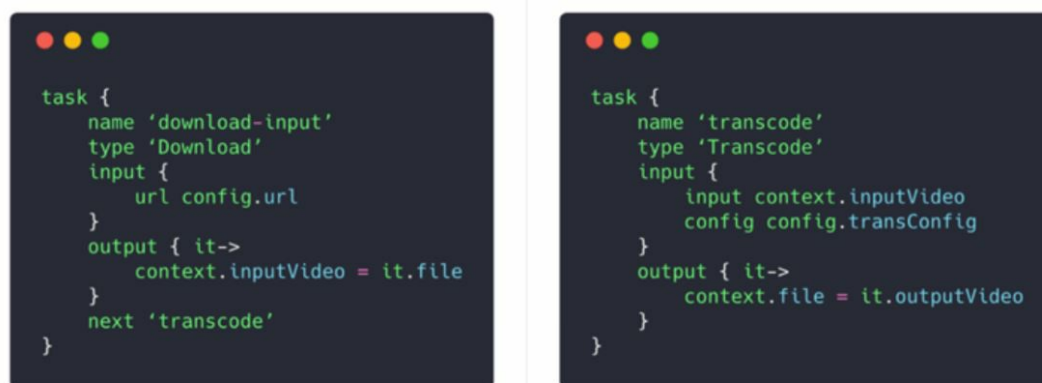 task {
    name ‘download-input’
    type ‘Download’
    input {
        url config.url
    }
    output { it->
        context.inputVideo = it.file
    }
    next ‘transcode’
}
task {
    name ‘transcode’
    type ‘Transcode’
    input {
        input context.inputVideo
        config config.transConfig
    }
    output { it->
        context.file = it.outputVideo
    }
}